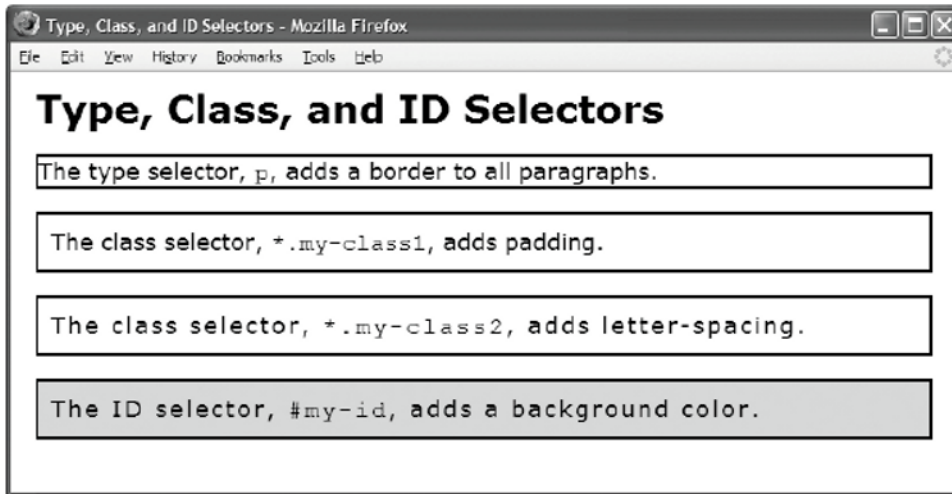 Type, Class, and ID Selectors - Mozilla Firefox
File Edit View History Bookmarks Tools Help
Type, Class, and ID Selectors
The type selector, p, adds a border to all paragraphs.
The class selector, *.my-class1, adds padding.
The class selector, *.my-class2, adds letter-spacing.
The ID selector, #my-id, adds a background color.